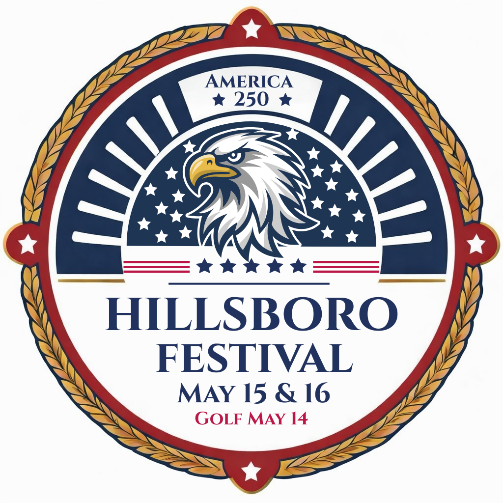 AMERICA
250
HILLSBORO
FESTIVAL
MAY 15 & 16
GOLF MAY 14